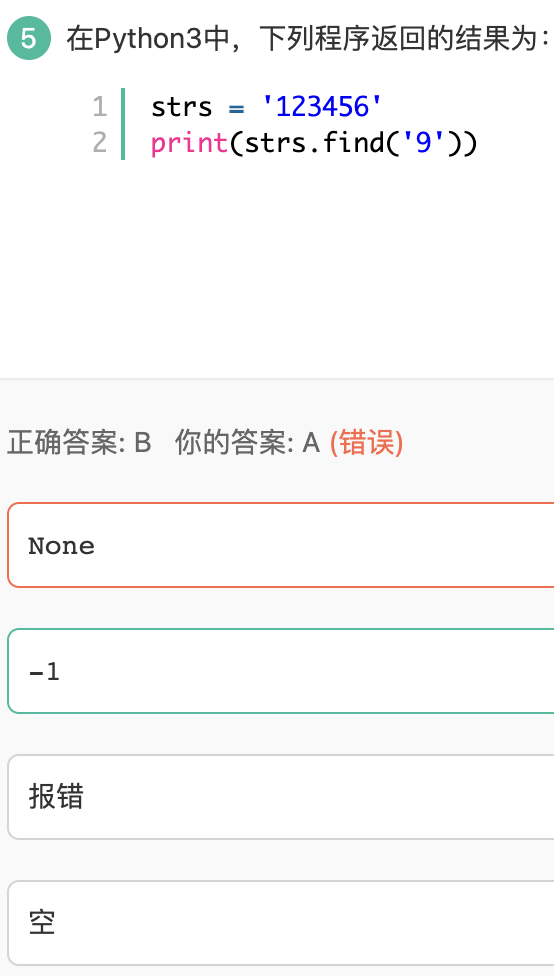 5 在Python3中，下列程序返回的结果为：
1 strs = '123456'
2 print(strs.find('9'))
正确答案: B 你的答案: A (错误)
None
-1
报错
空